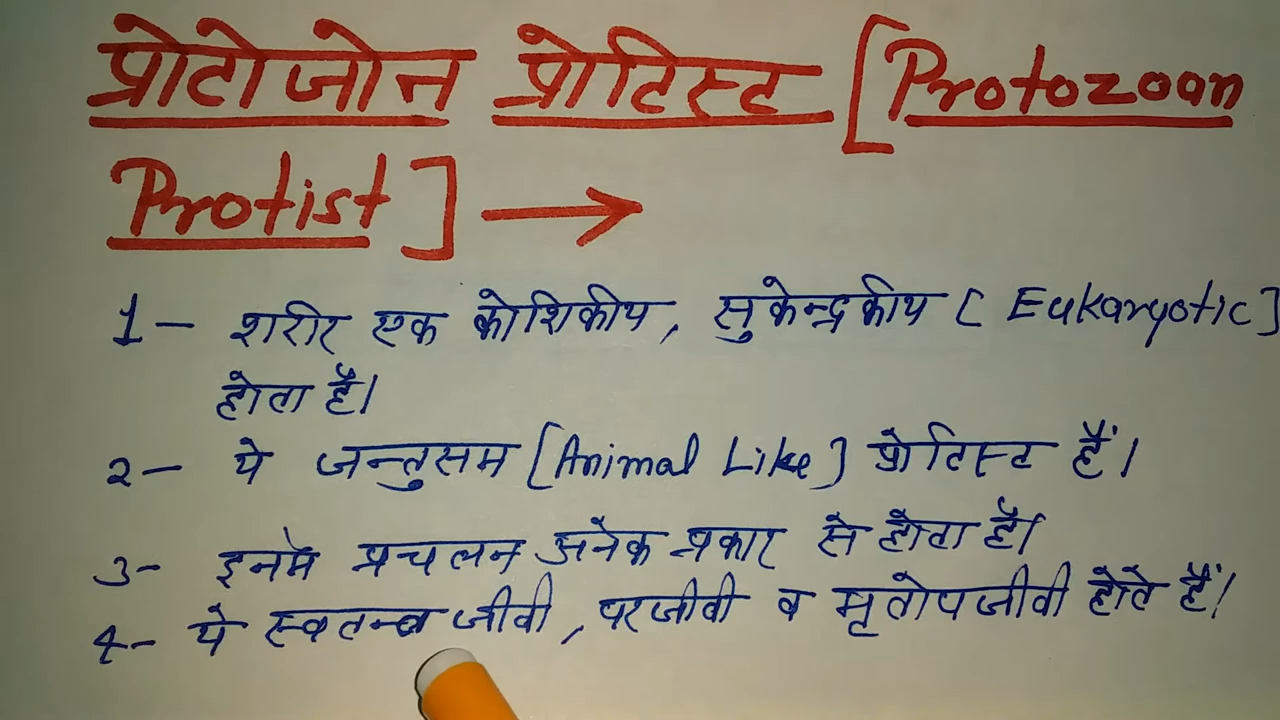 प्रोटोजोन प्रोटिस्ट [Protozoan
Protist] →
1- शरीर एक कोशिकीय, सुकेन्द्रकीय [Eukaryotic]
होता है।
2- ये जन्तुसम [Animal Like] प्रोटिस्ट हैं।
3- इनमे प्रचलन अनेक प्रकार से होता है।
4- ये स्वतन्त्र जीवी, परजीवी व मृतोपजीवी होते हैं।